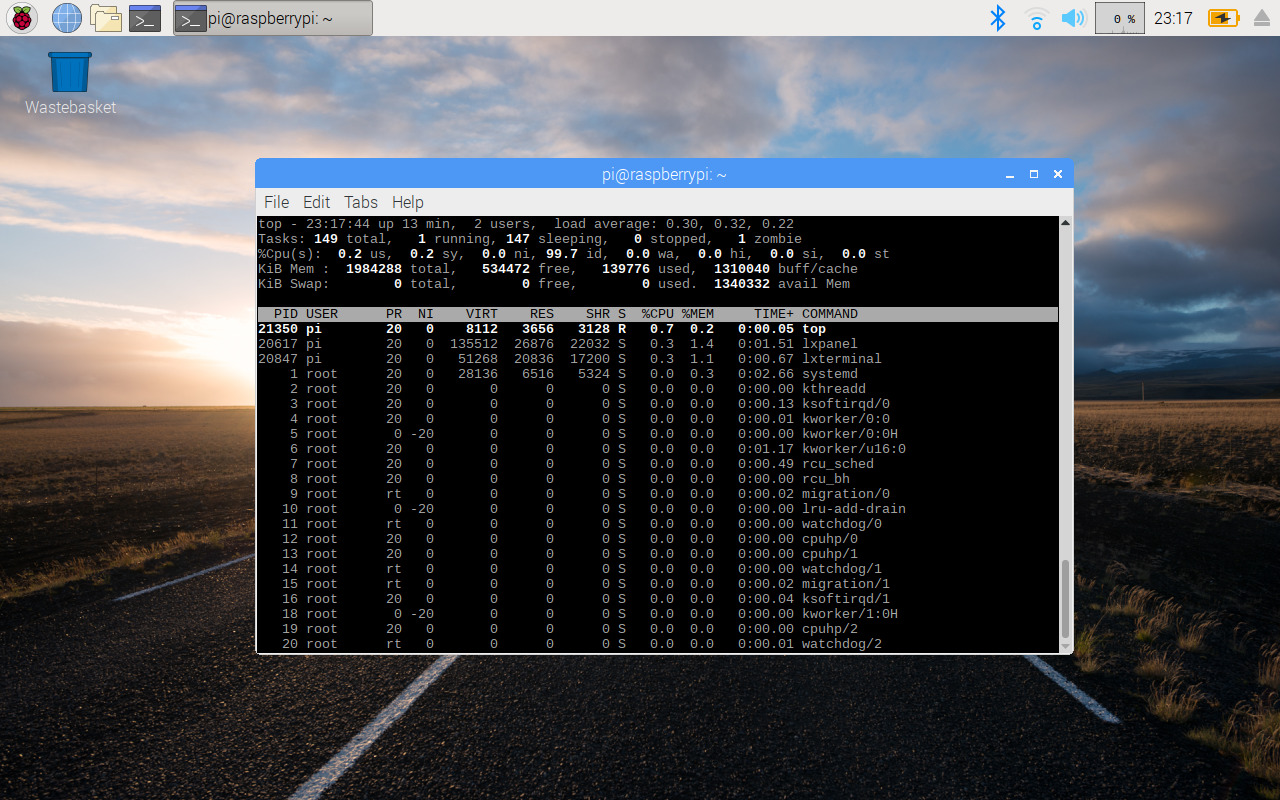 pi@raspberrypi: ~
0 %
23:17
Wastebasket
pi@raspberrypi: ~
File Edit Tabs Help
top - 23:17:44 up 13 min,  2 users,  load average: 0.30, 0.32, 0.22
Tasks: 149 total,   1 running, 147 sleeping,   0 stopped,   1 zombie
%Cpu(s):  0.2 us,  0.2 sy,  0.0 ni, 99.7 id,  0.0 wa,  0.0 hi,  0.0 si,  0.0 st
KiB Mem :  1984288 total,   534472 free,   139776 used,  1310040 buff/cache
KiB Swap:        0 total,        0 free,        0 used.  1340332 avail Mem
PID USER      PR  NI    VIRT    RES    SHR S  %CPU %MEM     TIME+ COMMAND
21350 pi        20   0    8112   3656   3128 R   0.7  0.2   0:00.05 top
20617 pi        20   0  135512  26876  22032 S   0.3  1.4   0:01.51 lxpanel
20847 pi        20   0   51268  20836  17200 S   0.3  1.1   0:00.67 lxterminal
1 root      20   0   28136   6516   5324 S   0.0  0.3   0:02.66 systemd
2 root      20   0       0      0      0 S   0.0  0.0   0:00.00 kthreadd
3 root      20   0       0      0      0 S   0.0  0.0   0:00.13 ksoftirqd/0
4 root      20   0       0      0      0 S   0.0  0.0   0:00.01 kworker/0:0
5 root       0 -20       0      0      0 S   0.0  0.0   0:00.00 kworker/0:0H
6 root      20   0       0      0      0 S   0.0  0.0   0:01.17 kworker/u16:0
7 root      20   0       0      0      0 S   0.0  0.0   0:00.49 rcu_sched
8 root      20   0       0      0      0 S   0.0  0.0   0:00.00 rcu_bh
9 root      rt   0       0      0      0 S   0.0  0.0   0:00.02 migration/0
10 root       0 -20       0      0      0 S   0.0  0.0   0:00.00 lru-add-drain
11 root      rt   0       0      0      0 S   0.0  0.0   0:00.00 watchdog/0
12 root      20   0       0      0      0 S   0.0  0.0   0:00.00 cpuhp/0
13 root      20   0       0      0      0 S   0.0  0.0   0:00.00 cpuhp/1
14 root      rt   0       0      0      0 S   0.0  0.0   0:00.00 watchdog/1
15 root      rt   0       0      0      0 S   0.0  0.0   0:00.02 migration/1
16 root      20   0       0      0      0 S   0.0  0.0   0:00.04 ksoftirqd/1
18 root       0 -20       0      0      0 S   0.0  0.0   0:00.00 kworker/1:0H
19 root      20   0       0      0      0 S   0.0  0.0   0:00.00 cpuhp/2
20 root      rt   0       0      0      0 S   0.0  0.0   0:00.01 watchdog/2